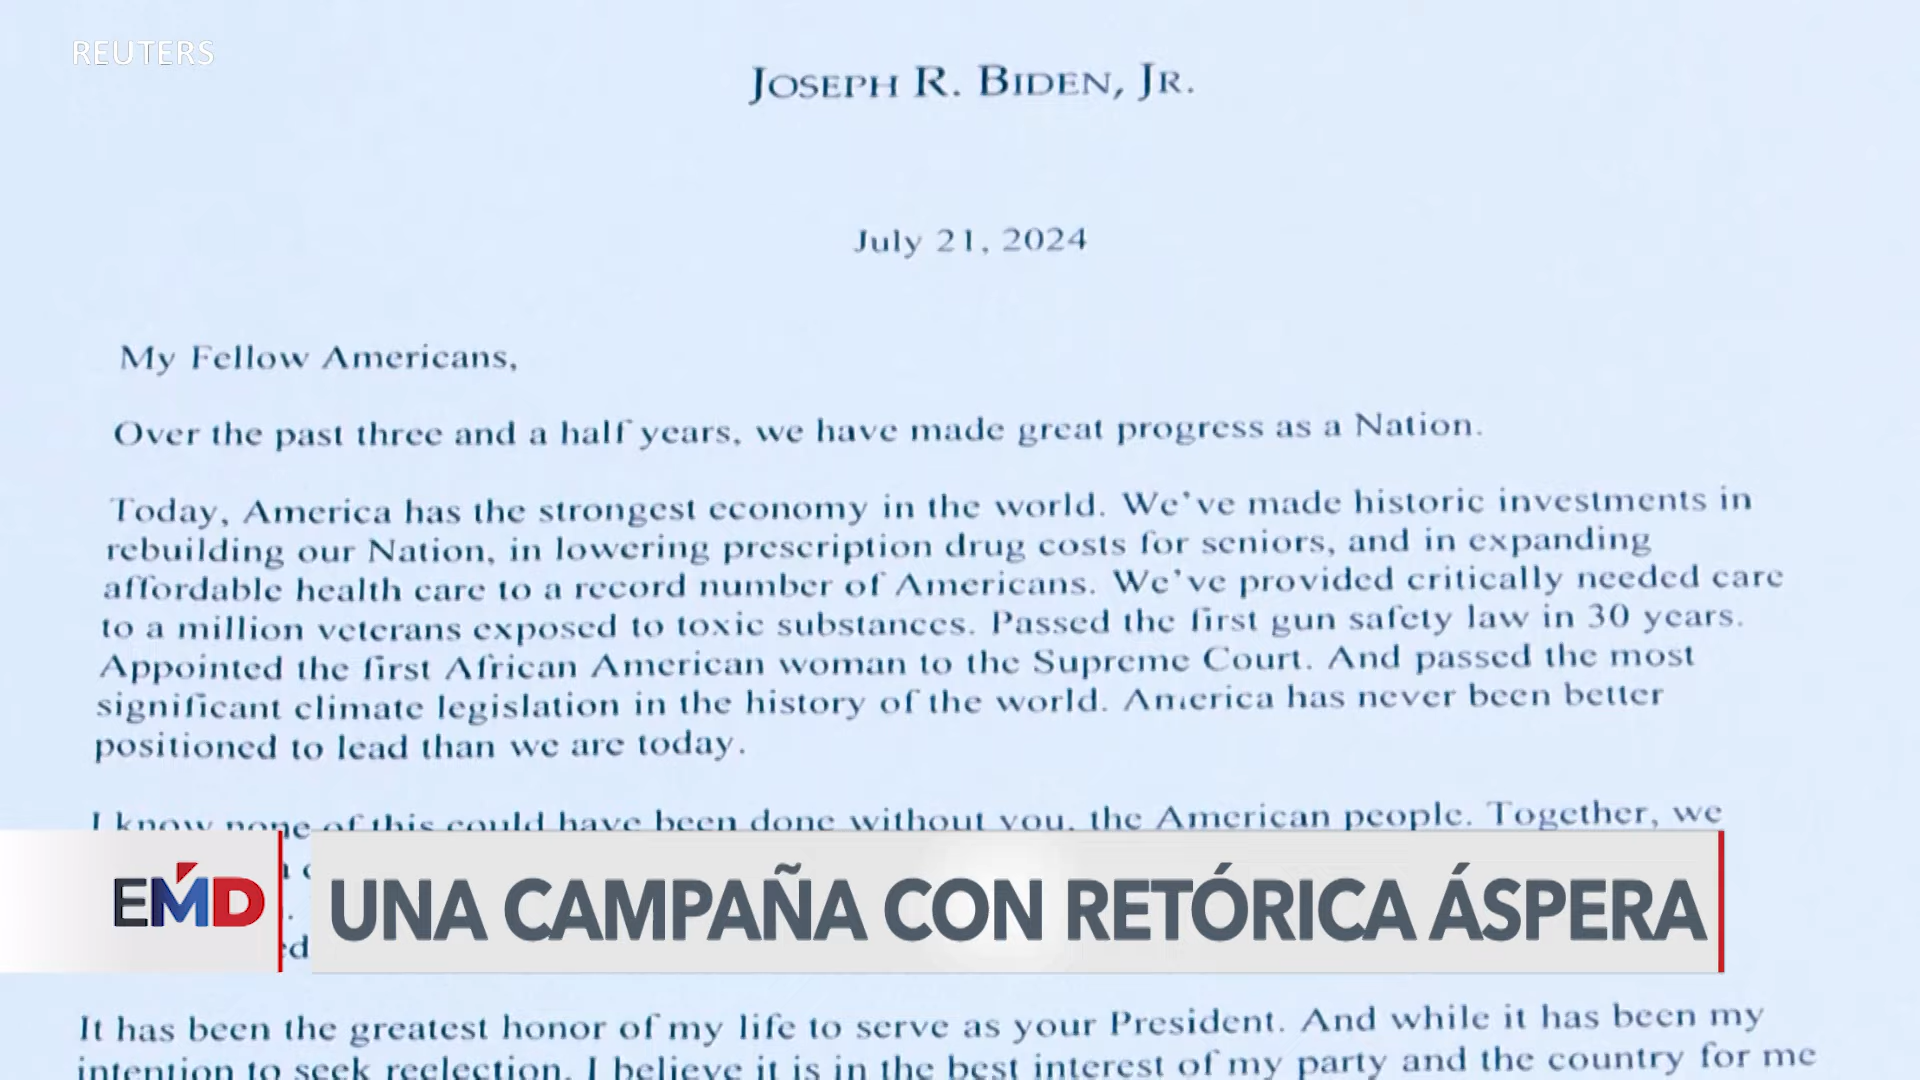 REUTERS
JOSEPH R. BIDEN, JR.
July 21, 2024
My Fellow Americans,
Over the past three and a half years, we have made great progress as a Nation.
Today, America has the strongest economy in the world. We've made historic investments in
rebuilding our Nation, in lowering prescription drug costs for seniors, and in expanding
affordable health care to a record number of Americans. We've provided critically needed care
to a million veterans exposed to toxic substances. Passed the first gun safety law in 30 years.
Appointed the first African American woman to the Supreme Court. And passed the most
significant climate legislation in the history of the world. America has never been better
positioned to lead than we are today.
I know none of this could have been done without you, the American people. Together, we
EMD UNA CAMPAÑA CON RETÓRICA ÁSPERA
It has been the greatest honor of my life to serve as your President. And while it has been my
intention to seek reelection, I believe it is in the best interest of my party and the country for me